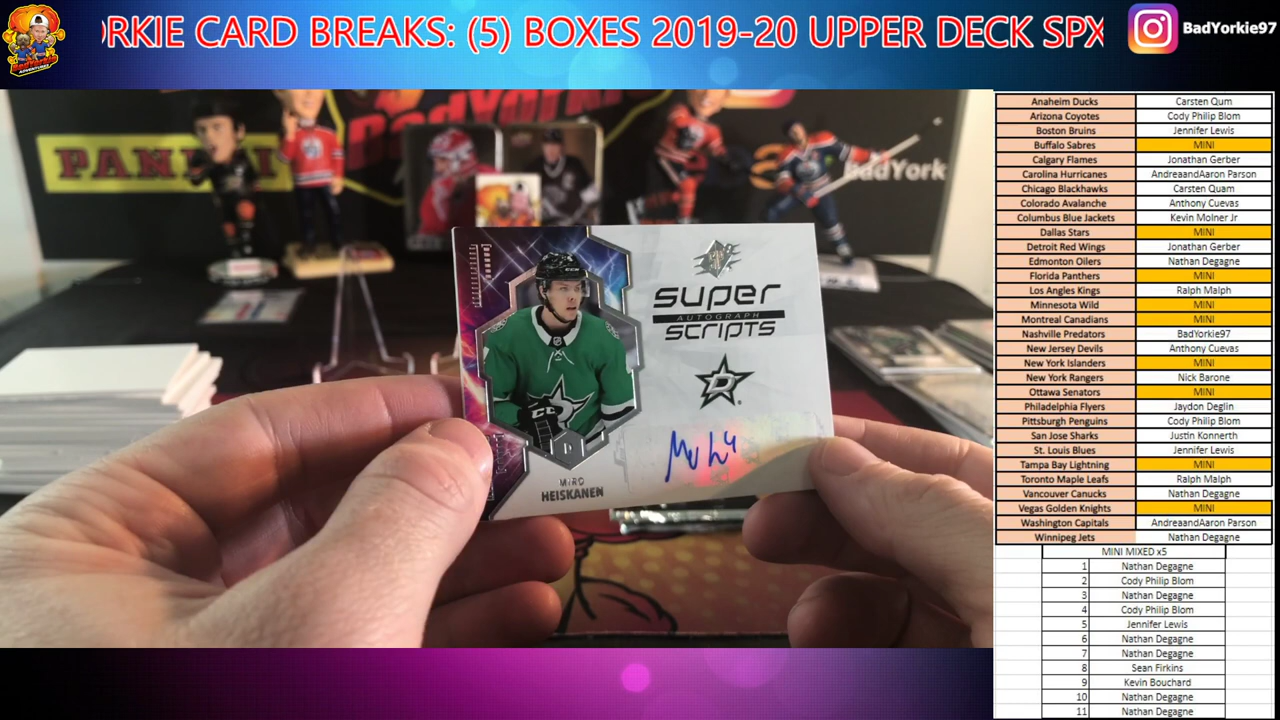 ORKIE CARD BREAKS: (5) BOXES 2019-20 UPPER DECK SPX
BadYorkie97
Anaheim Ducks Carsten Qum
Arizona Coyotes Cody Philip Blom
Boston Bruins Jennifer Lewis
Buffalo Sabres MINI
Calgary Flames Jonathan Gerber
Carolina Hurricanes AndreaandAaron Parson
Chicago Blackhawks Carsten Quam
Colorado Avalanche Anthony Cuevas
Columbus Blue Jackets Kevin Molner Jr
Dallas Stars MINI
Detroit Red Wings Jonathan Gerber
Edmonton Oilers Nathan Degagne
Florida Panthers MINI
Los Angles Kings Ralph Malph
Minnesota Wild MINI
Montreal Canadians MINI
Nashville Predators BadYorkie97
New Jersey Devils Anthony Cuevas
New York Islanders MINI
New York Rangers Nick Barone
Ottawa Senators MINI
Philadelphia Flyers Jaydon Deglin
Pittsburgh Penguins Cody Philip Blom
San Jose Sharks Justin Konnerth
St. Louis Blues Jennifer Lewis
Tampa Bay Lightning MINI
Toronto Maple Leafs Ralph Malph
Vancouver Canucks Nathan Degagne
Vegas Golden Knights MINI
Washington Capitals AndreaandAaron Parson
Winnipeg Jets Nathan Degagne
MINI MIXED x5
1 Nathan Degagne
2 Cody Philip Blom
3 Nathan Degagne
4 Cody Philip Blom
5 Jennifer Lewis
6 Nathan Degagne
7 Nathan Degagne
8 Sean Firkins
9 Kevin Bouchard
10 Nathan Degagne
11 Nathan Degagne
PANINI
BadYork
SPX
super
AUTOGRAPH
scripts
D
CCM
MIRO
HEISKANEN